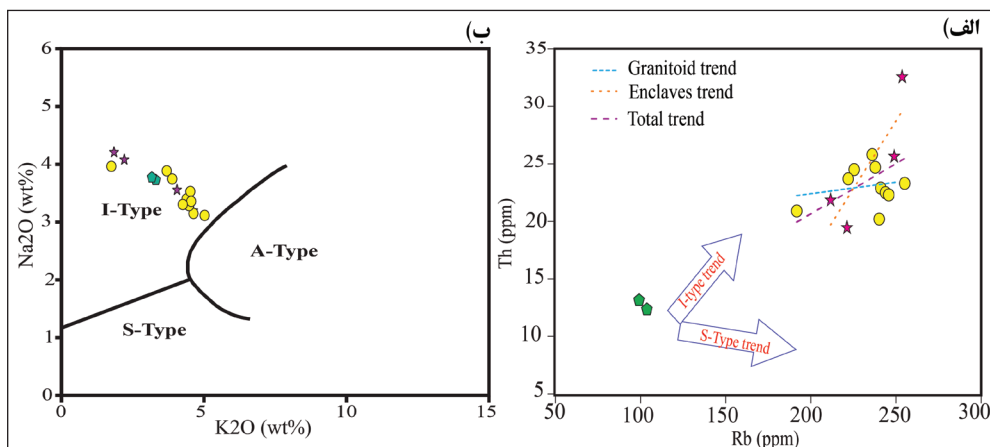 ب)
6
5
4
3
2
1
0
Na2O (wt%)
I-Type
A-Type
S-Type
0
5
10
15
K2O (wt%)
الف)
35
30
25
20
15
10
5
Th (ppm)
Granitoid trend
Enclaves trend
Total trend
I-type trend
S-Type trend
50
100
150
200
250
300
Rb (ppm)